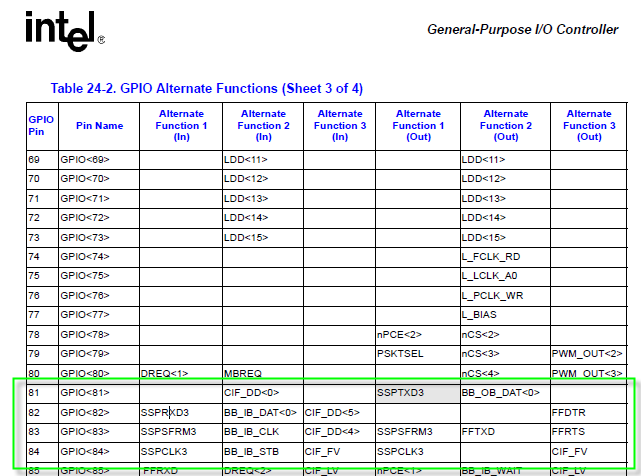 intel®
General-Purpose I/O Controller
Table 24-2. GPIO Alternate Functions (Sheet 3 of 4)
GPIO Pin Pin Name Alternate Function 1 (In) Alternate Function 2 (In) Alternate Function 3 (In) Alternate Function 1 (Out) Alternate Function 2 (Out) Alternate Function 3 (Out)
69 GPIO<69> LDD<11> LDD<11>
70 GPIO<70> LDD<12> LDD<12>
71 GPIO<71> LDD<13> LDD<13>
72 GPIO<72> LDD<14> LDD<14>
73 GPIO<73> LDD<15> LDD<15>
74 GPIO<74> L_FCLK_RD
75 GPIO<75> L_LCLK_A0
76 GPIO<76> L_PCLK_WR
77 GPIO<77> L_BIAS
78 GPIO<78> nPCE<2> nCS<2>
79 GPIO<79> PSKTSEL nCS<3> PWM_OUT<2>
80 GPIO<80> DREQ<1> MBREQ nCS<4> PWM_OUT<3>
81 GPIO<81> CIF_DD<0> SSPTXD3 BB_OB_DAT<0>
82 GPIO<82> SSPRXD3 BB_IB_DAT<0> CIF_DD<5> FFDTR
83 GPIO<83> SSPSFRM3 BB_IB_CLK CIF_DD<4> SSPSFRM3 FFTXD FFRTS
84 GPIO<84> SSPCLK3 BB_IB_STB CIF_FV SSPCLK3 CIF_FV
85 GPIO<85> FFRXD DREQ<2> CIF_LV nPCE<1> BB_IB_WAIT CIF_LV